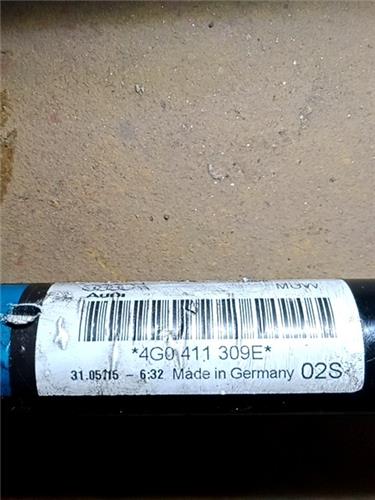 Audi MGW
*4G0 411 309E*
31.05.15 - 6:32 Made in Germany 02S